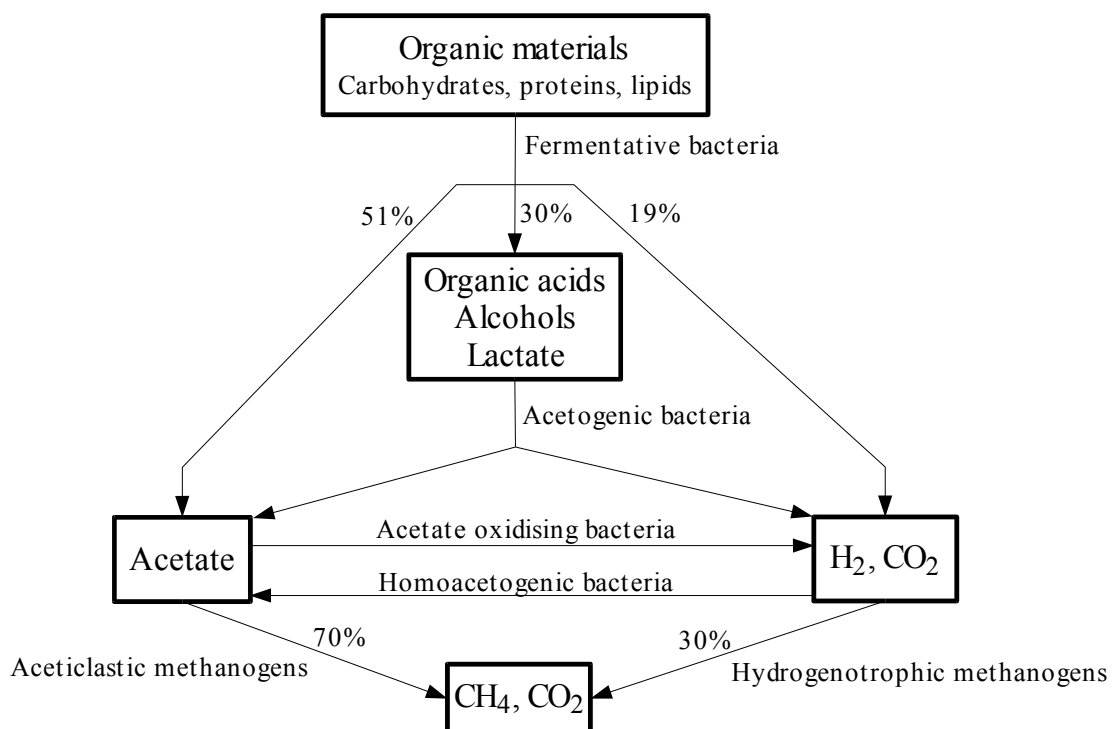 Organic materials
Carbohydrates, proteins, lipids
Fermentative bacteria
51%
30%
19%
Organic acids
Alcohols
Lactate
Acetogenic bacteria
Acetate
Acetate oxidising bacteria
Homoacetogenic bacteria
H2, CO2
70%
30%
Aceticlastic methanogens
Hydrogenotrophic methanogens
CH4, CO2